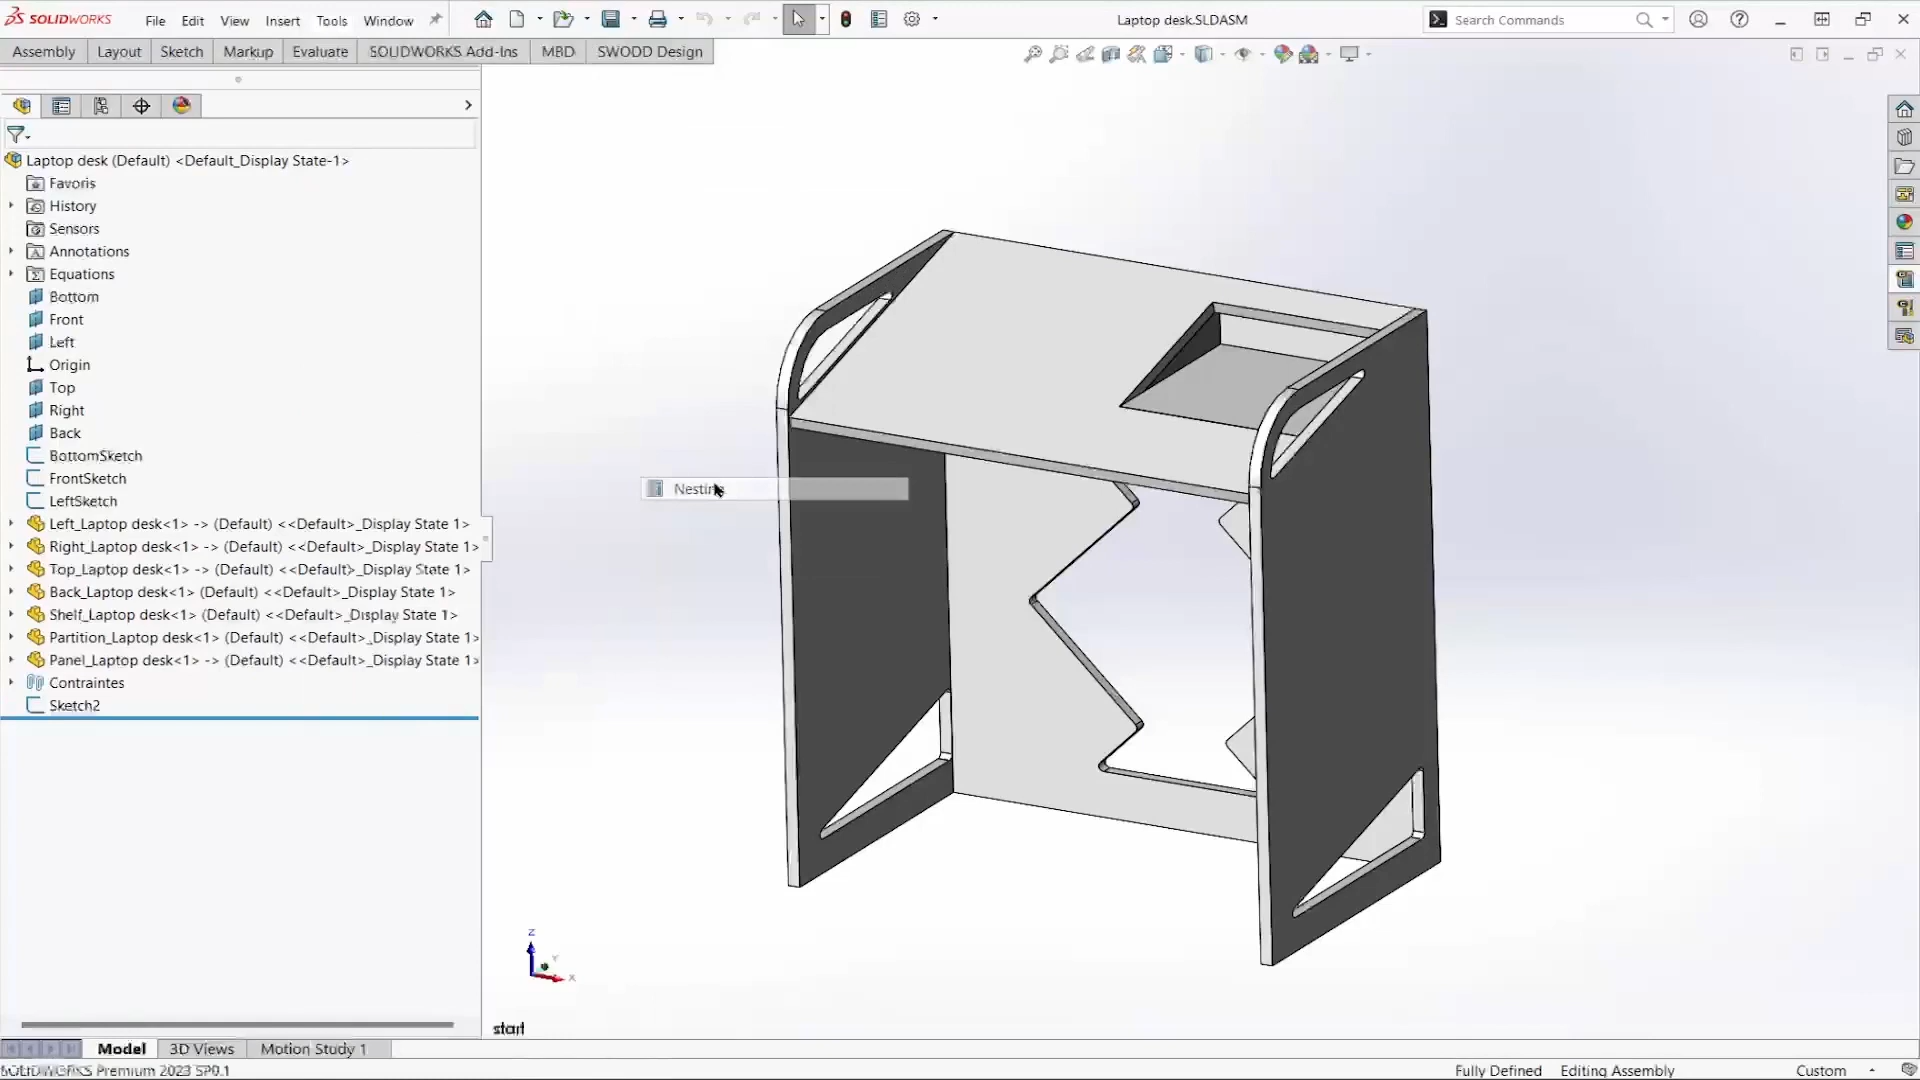 SOLIDWORKS File Edit View Insert Tools Window Laptop desk.SLDASM Search Commands
Assembly Layout Sketch Markup Evaluate SOLIDWORKS Add-Ins MBD SWODD Design
Laptop desk (Default) <Default_Display State-1>
Favoris
History
Sensors
Annotations
Equations
Bottom
Front
Left
Origin
Top
Right
Back
BottomSketch
FrontSketch
LeftSketch
Left_Laptop desk<1> -> (Default) <<Default>_Display State 1>
Right_Laptop desk<1> -> (Default) <<Default>_Display State 1>
Top_Laptop desk<1> -> (Default) <<Default>_Display State 1>
Back_Laptop desk<1> (Default) <<Default>_Display State 1>
Shelf_Laptop desk<1> (Default) <<Default>_Display State 1>
Partition_Laptop desk<1> (Default) <<Default>_Display State 1>
Panel_Laptop desk<1> -> (Default) <<Default>_Display State 1>
Contraintes
Sketch2
Nesting
Z
Y
X
start
Model 3D Views Motion Study 1
SOLIDWORKS Premium 2023 SP0.1 Fully Defined Editing Assembly Custom